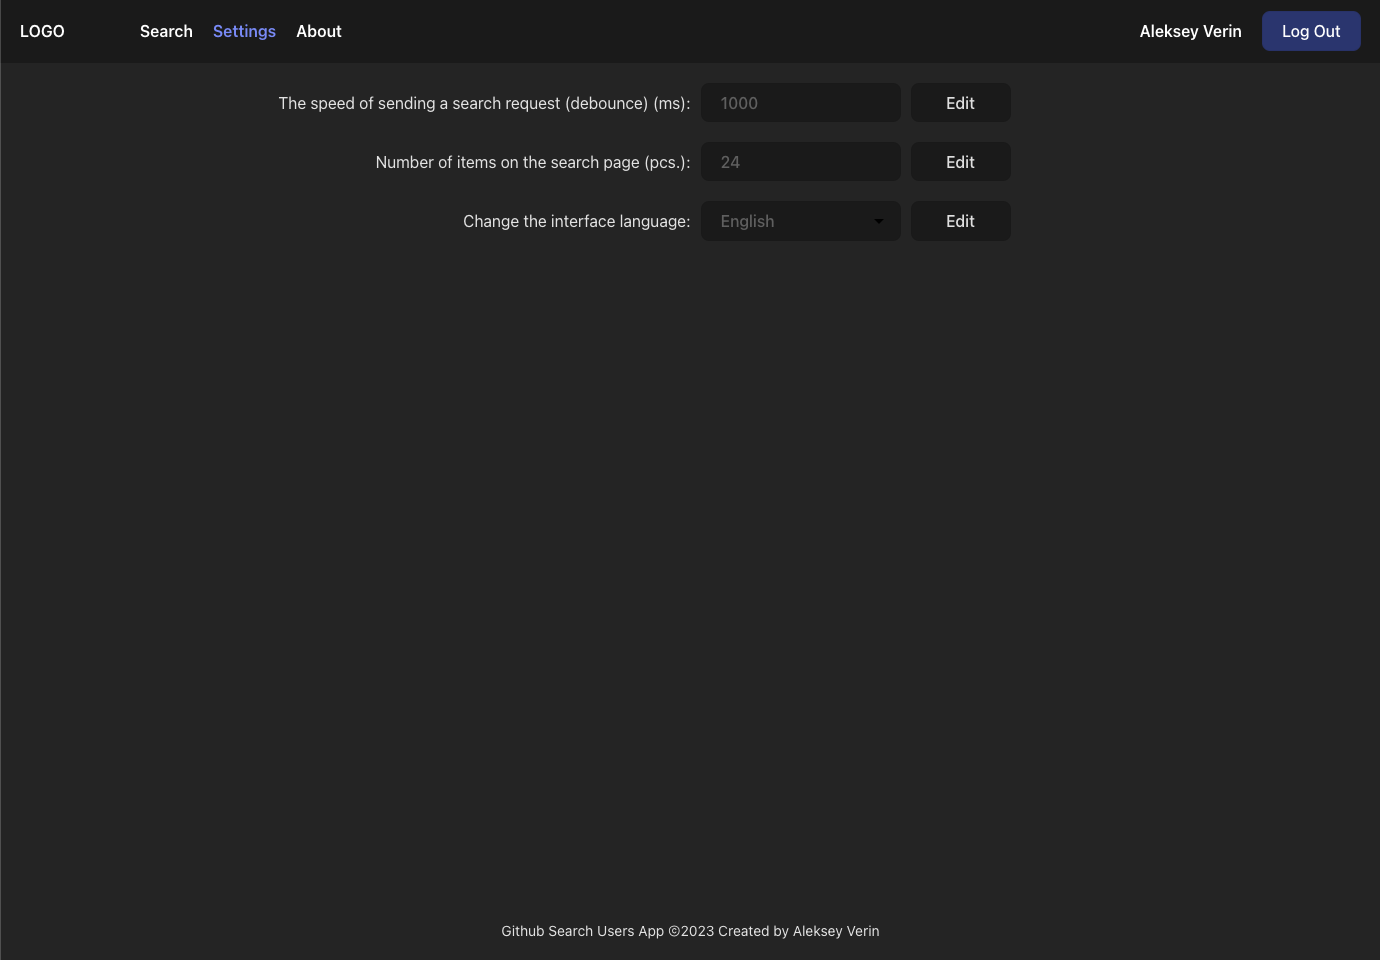 LOGO Search Settings About Aleksey Verin Log Out
The speed of sending a search request (debounce) (ms): 1000 Edit
Number of items on the search page (pcs.): 24 Edit
Change the interface language: English Edit
Github Search Users App ©2023 Created by Aleksey Verin